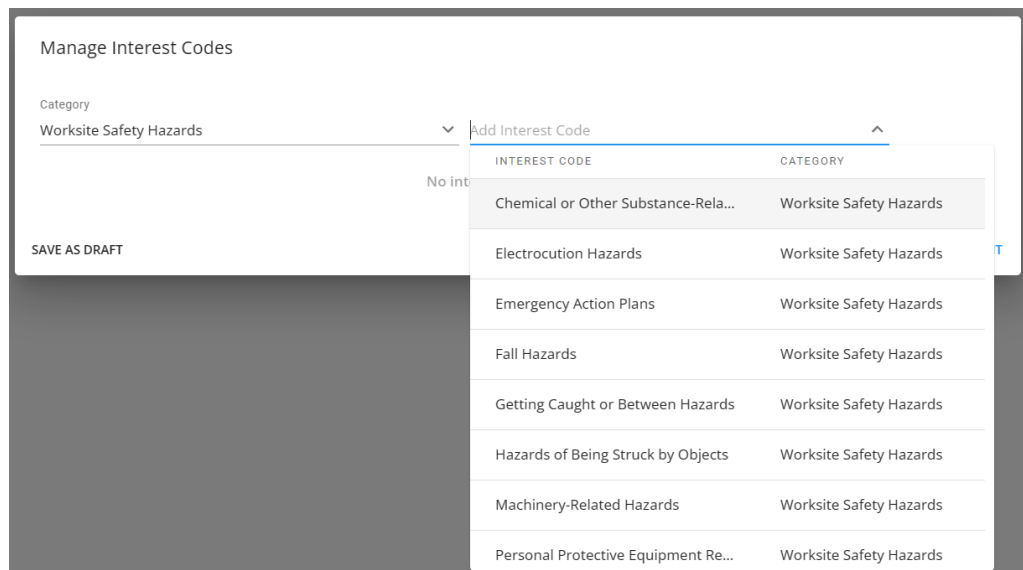 Manage Interest Codes
Category
Worksite Safety Hazards
Add Interest Code
INTEREST CODE CATEGORY
No int
Chemical or Other Substance-Rela... Worksite Safety Hazards
SAVE AS DRAFT
Electrocution Hazards Worksite Safety Hazards
T
Emergency Action Plans Worksite Safety Hazards
Fall Hazards Worksite Safety Hazards
Getting Caught or Between Hazards Worksite Safety Hazards
Hazards of Being Struck by Objects Worksite Safety Hazards
Machinery-Related Hazards Worksite Safety Hazards
Personal Protective Equipment Re... Worksite Safety Hazards